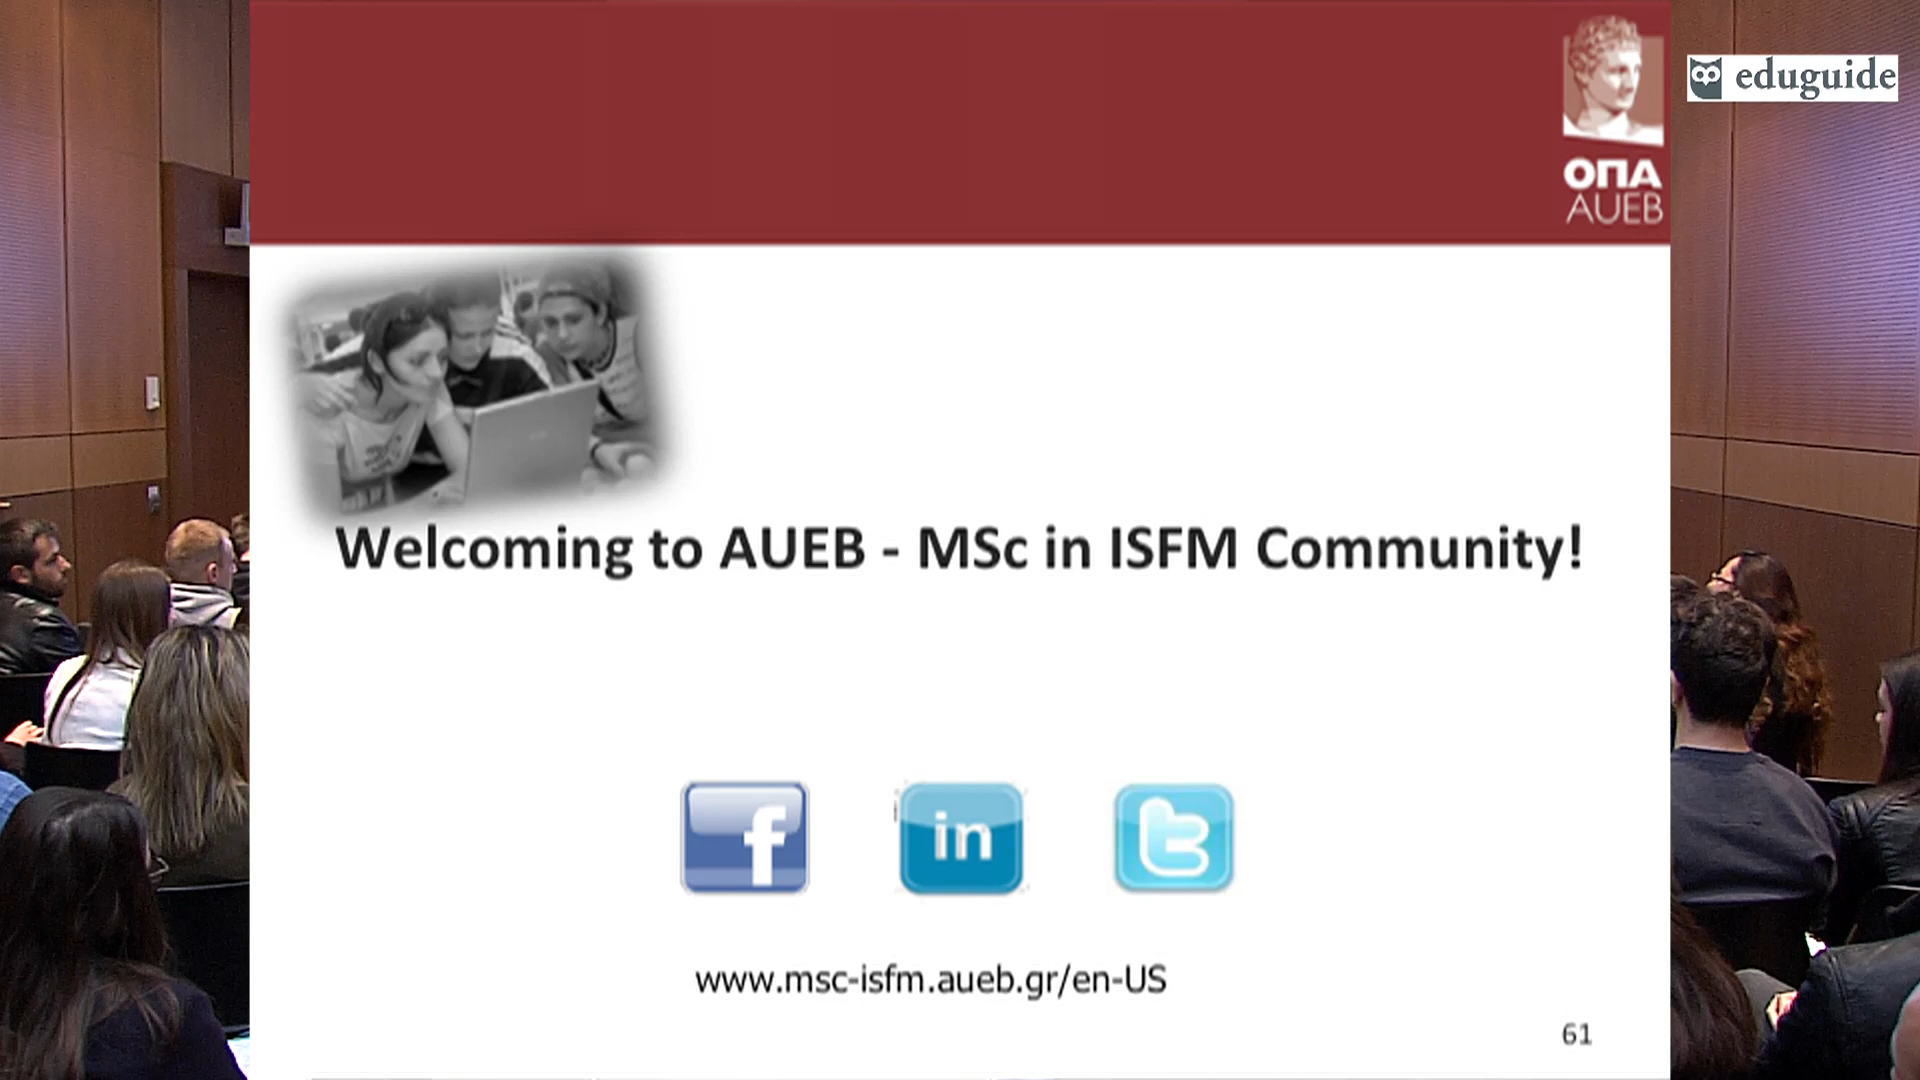 ΟΠΑ
AUEB
eduguide
Welcoming to AUEB - MSc in ISFM Community!
f
in
t
www.msc-isfm.aueb.gr/en-US
61